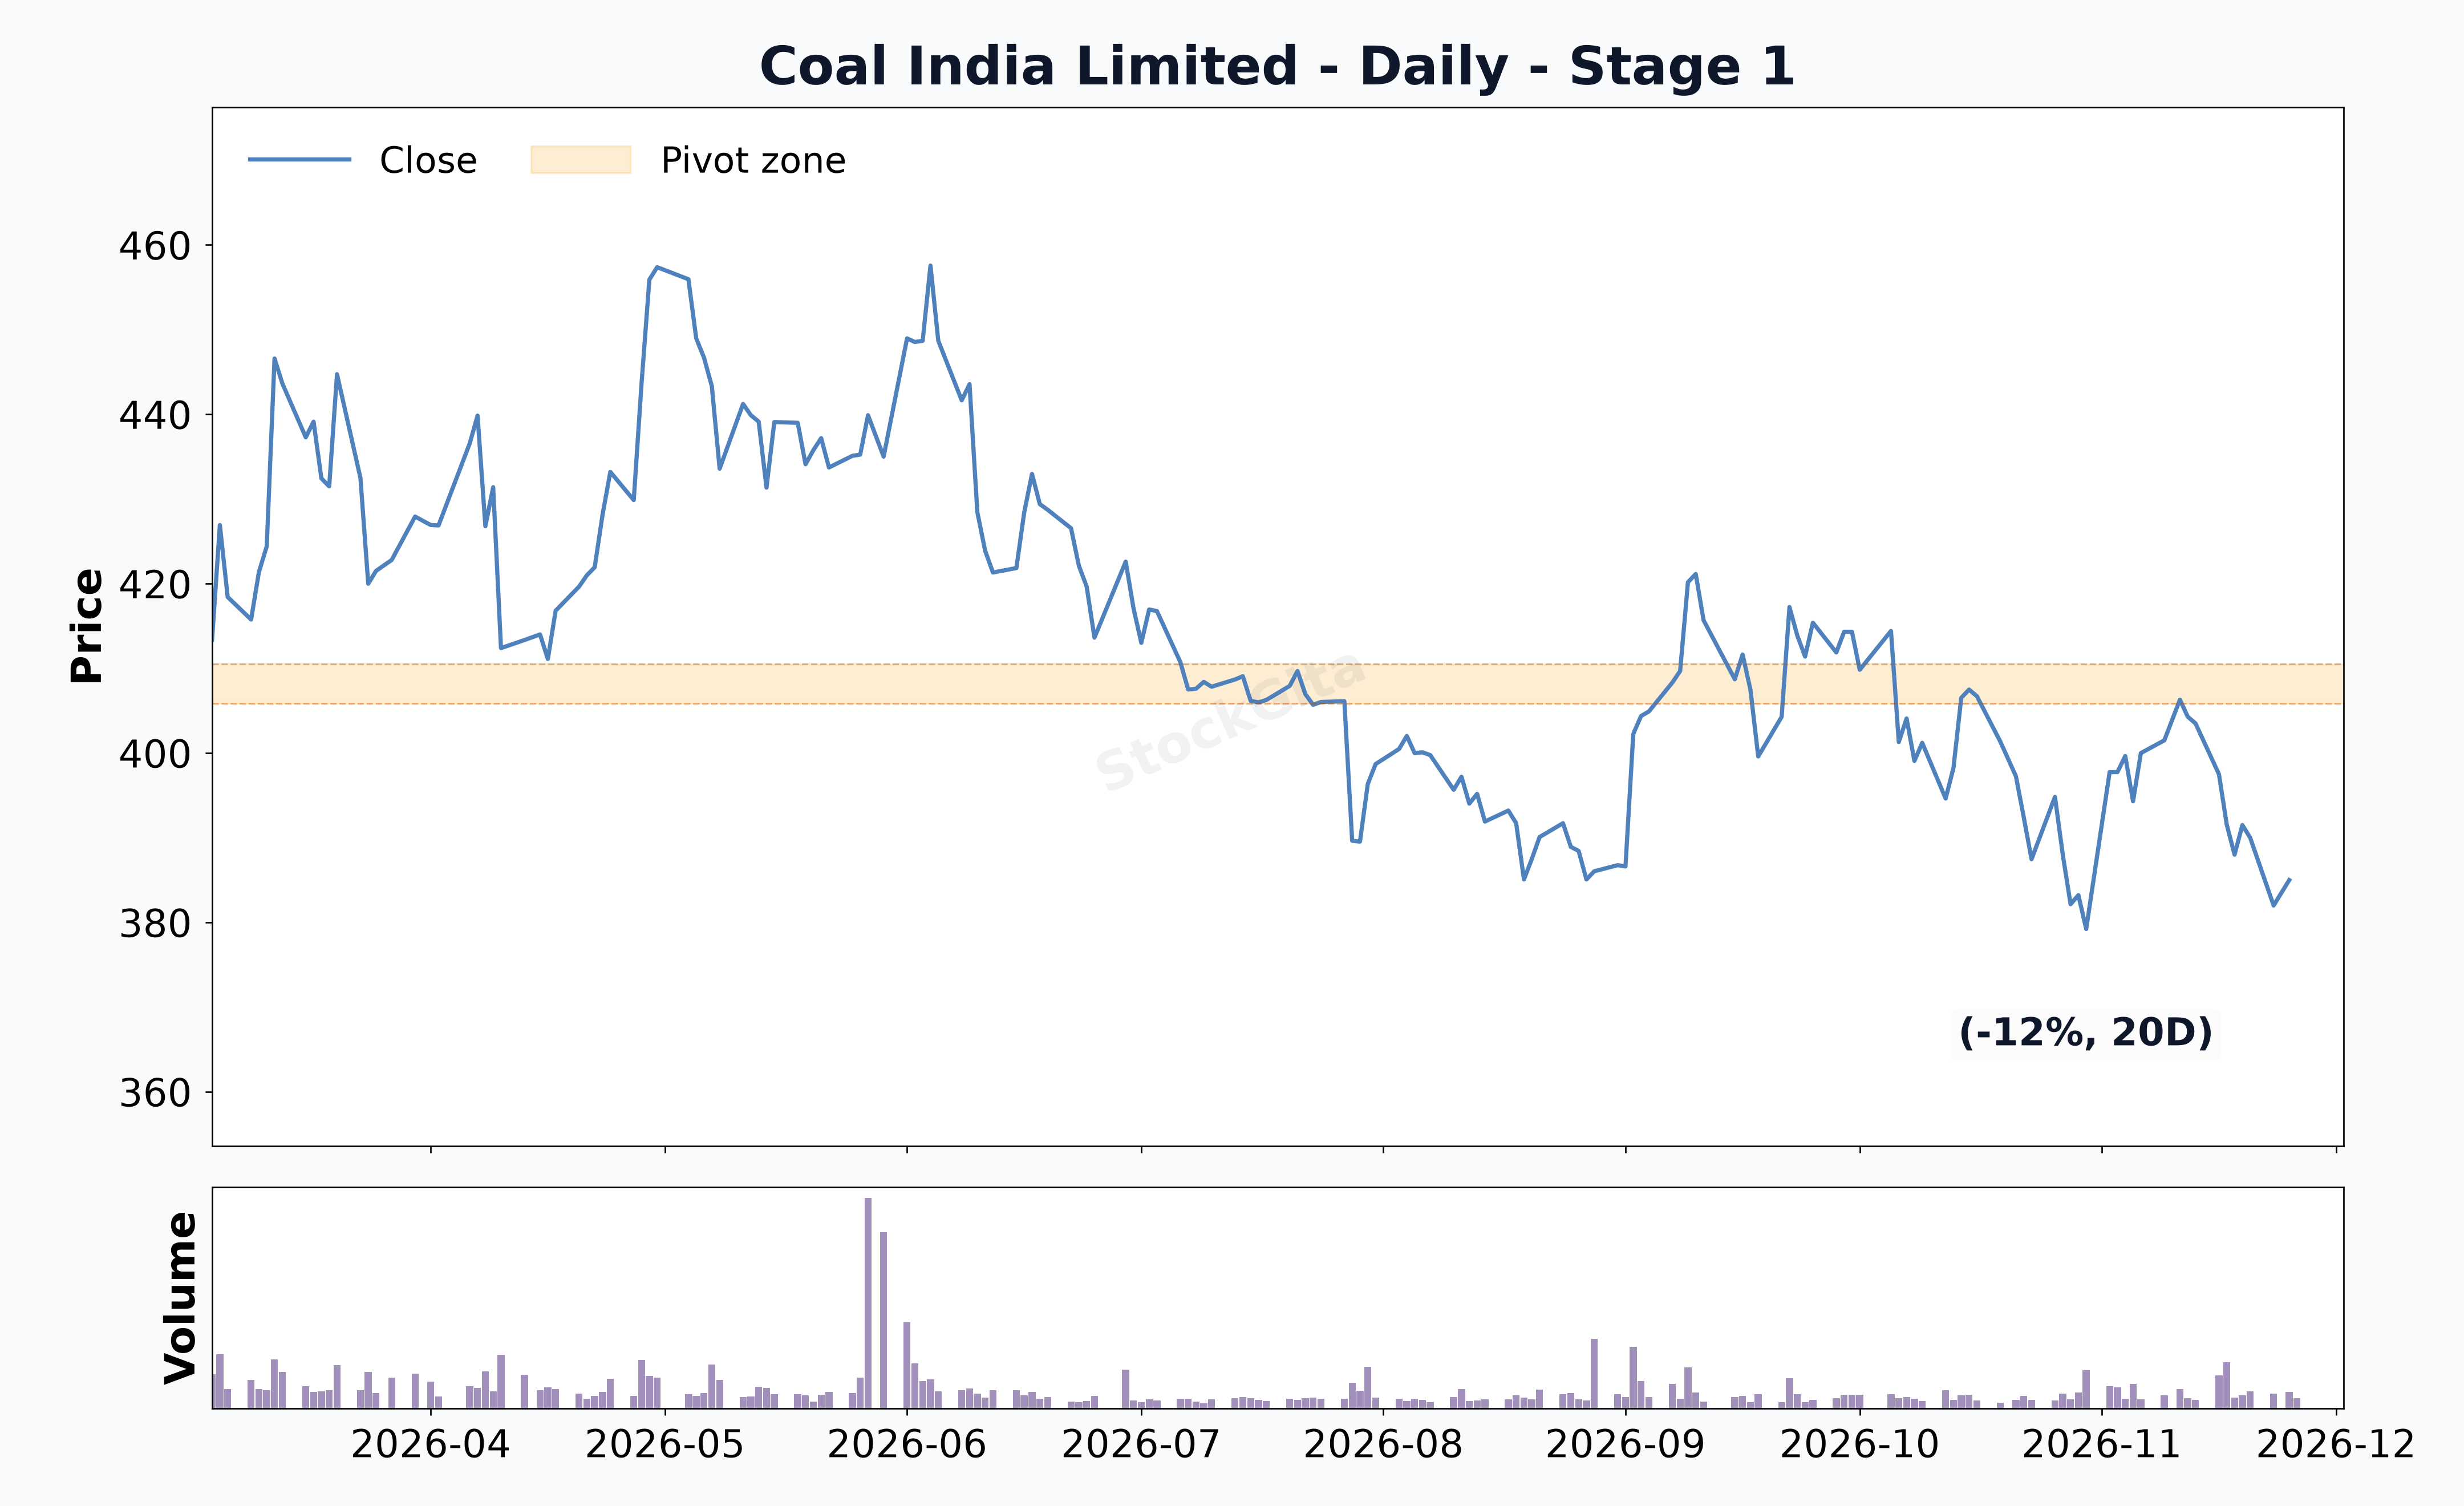 Coal India Limited - Daily - Stage 1
Close
Pivot zone
460
440
420
400
380
360
Price
StockGita
(-12%, 20D)
Volume
2026-04
2026-05
2026-06
2026-07
2026-08
2026-09
2026-10
2026-11
2026-12